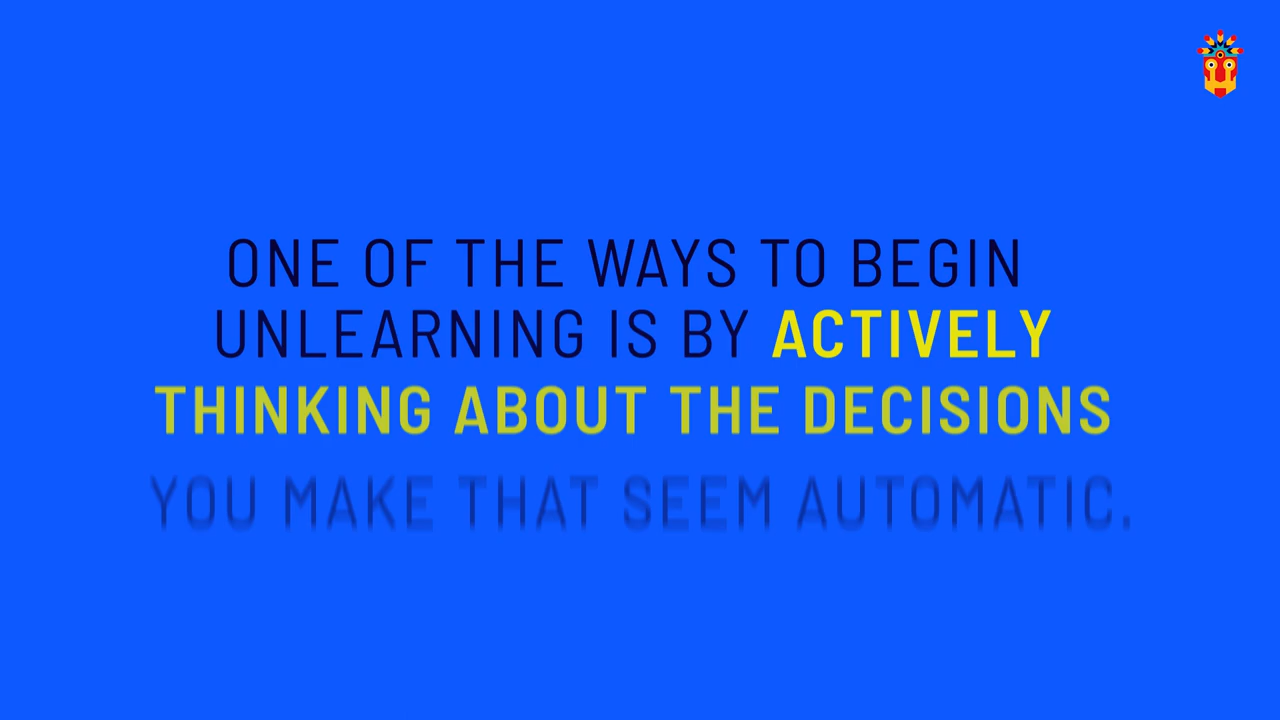 ONE OF THE WAYS TO BEGIN
UNLEARNING IS BY ACTIVELY
THINKING ABOUT THE DECISIONS
YOU MAKE THAT SEEM AUTOMATIC.